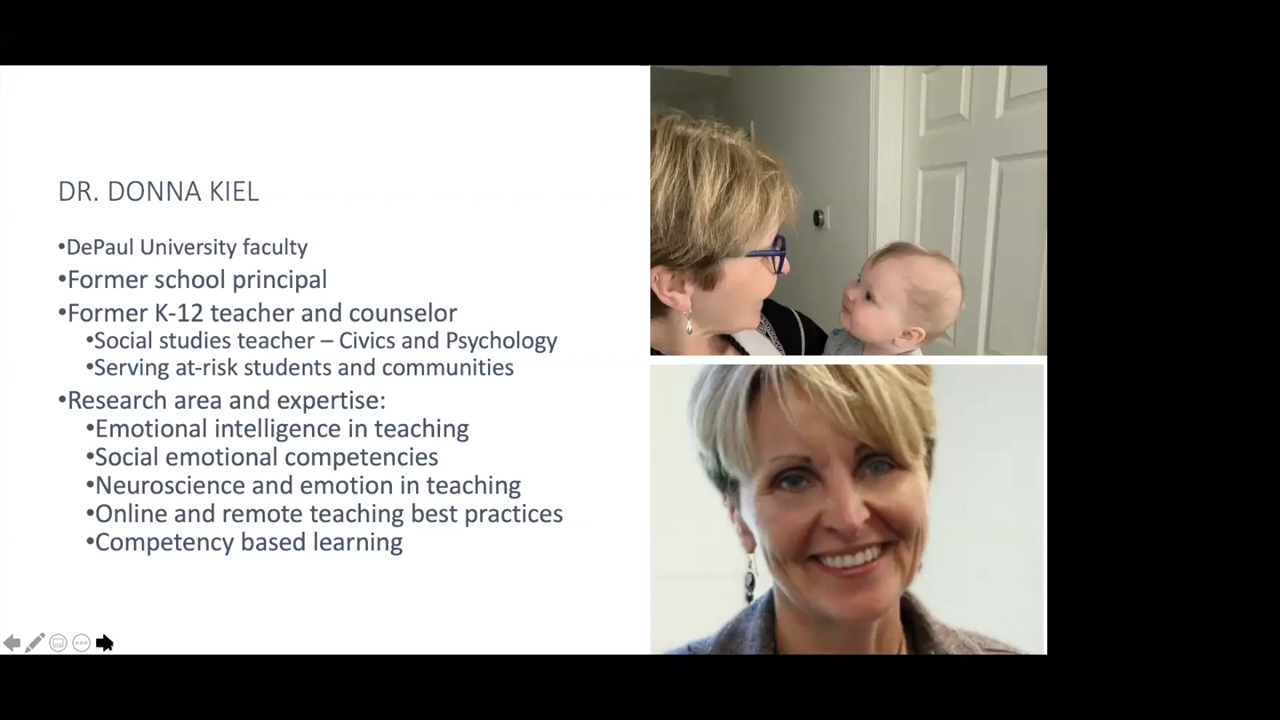 DR. DONNA KIEL
•DePaul University faculty
•Former school principal
•Former K-12 teacher and counselor
•Social studies teacher – Civics and Psychology
•Serving at-risk students and communities
•Research area and expertise:
•Emotional intelligence in teaching
•Social emotional competencies
•Neuroscience and emotion in teaching
•Online and remote teaching best practices
•Competency based learning